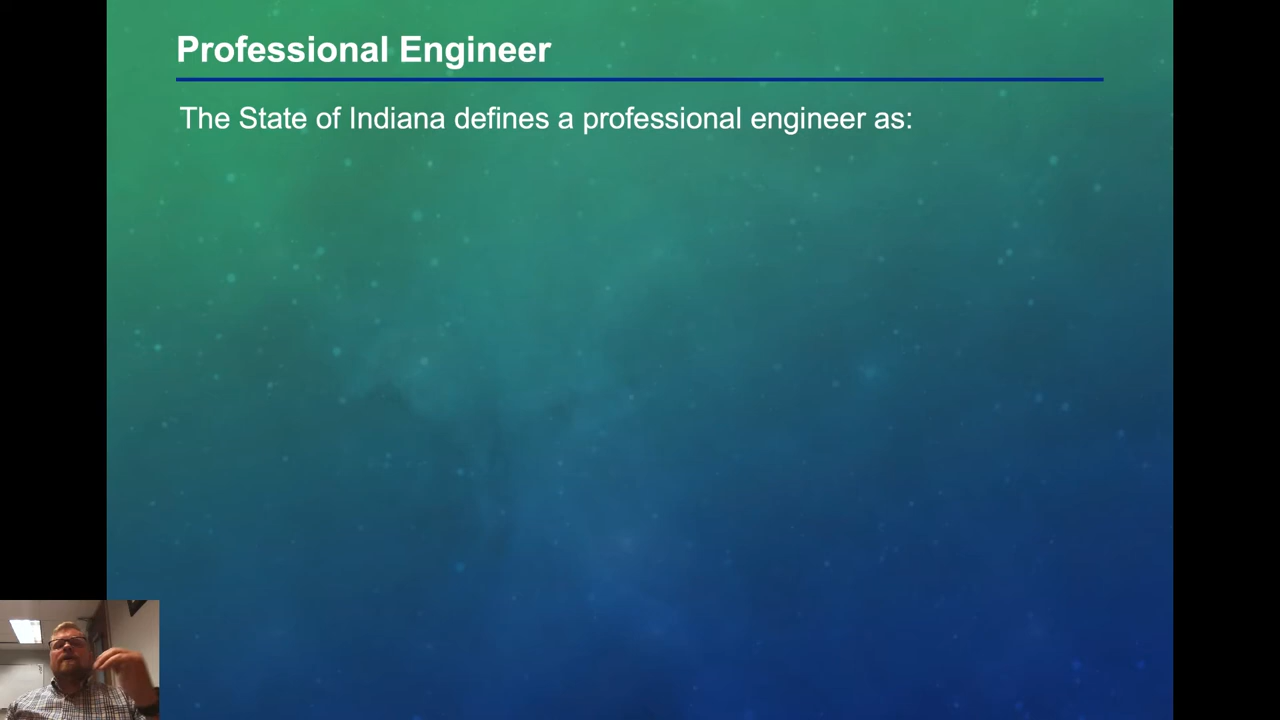 Professional Engineer
The State of Indiana defines a professional engineer as: